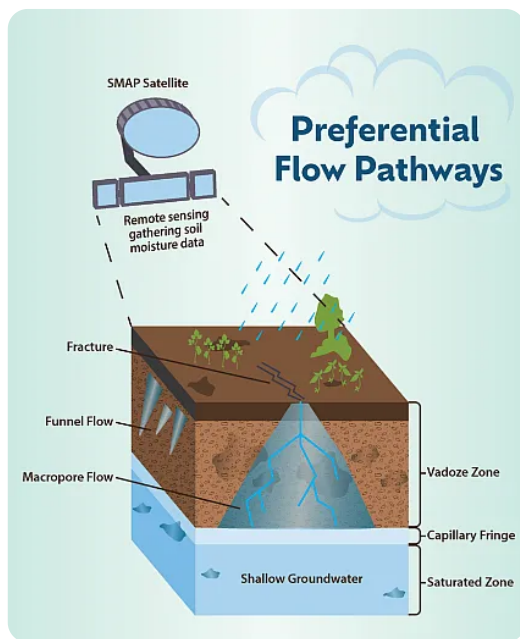 SMAP Satellite
Preferential
Flow Pathways
Remote sensing
gathering soil
moisture data
Fracture
Funnel Flow
Macropore Flow
Vadoze Zone
Capillary Fringe
Shallow Groundwater
Saturated Zone